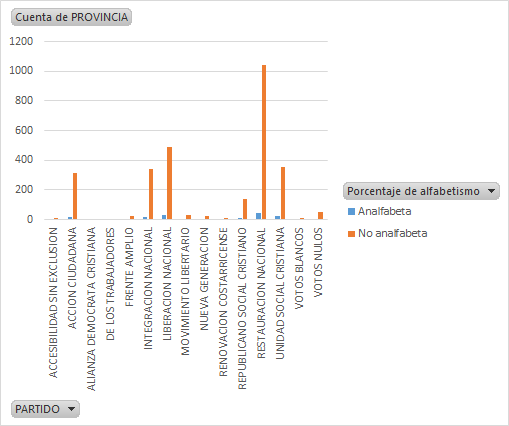 Cuenta de PROVINCIA
1200
1000
800
600
400
200
0
ACCESIBILIDAD SIN EXCLUSION
ACCION CIUDADANA
ALIANZA DEMOCRATA CRISTIANA
DE LOS TRABAJADORES
FRENTE AMPLIO
INTEGRACION NACIONAL
LIBERACION NACIONAL
MOVIMIENTO LIBERTARIO
NUEVA GENERACION
RENOVACION COSTARRICENSE
REPUBLICANO SOCIAL CRISTIANO
RESTAURACION NACIONAL
UNIDAD SOCIAL CRISTIANA
VOTOS BLANCOS
VOTOS NULOS
Porcentaje de alfabetismo
Analfabeta
No analfabeta
PARTIDO